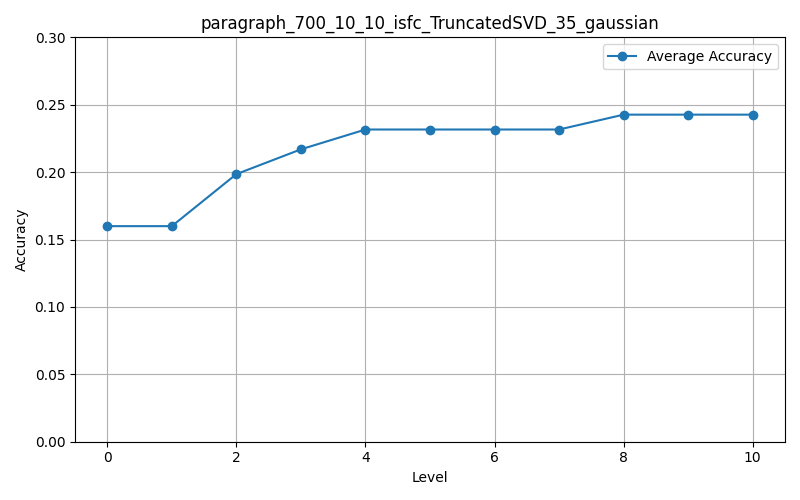 paragraph_700_10_10_isfc_TruncatedSVD_35_gaussian
Average Accuracy
0.30
0.25
0.20
0.15
0.10
0.05
0.00
Accuracy
0 2 4 6 8 10
Level